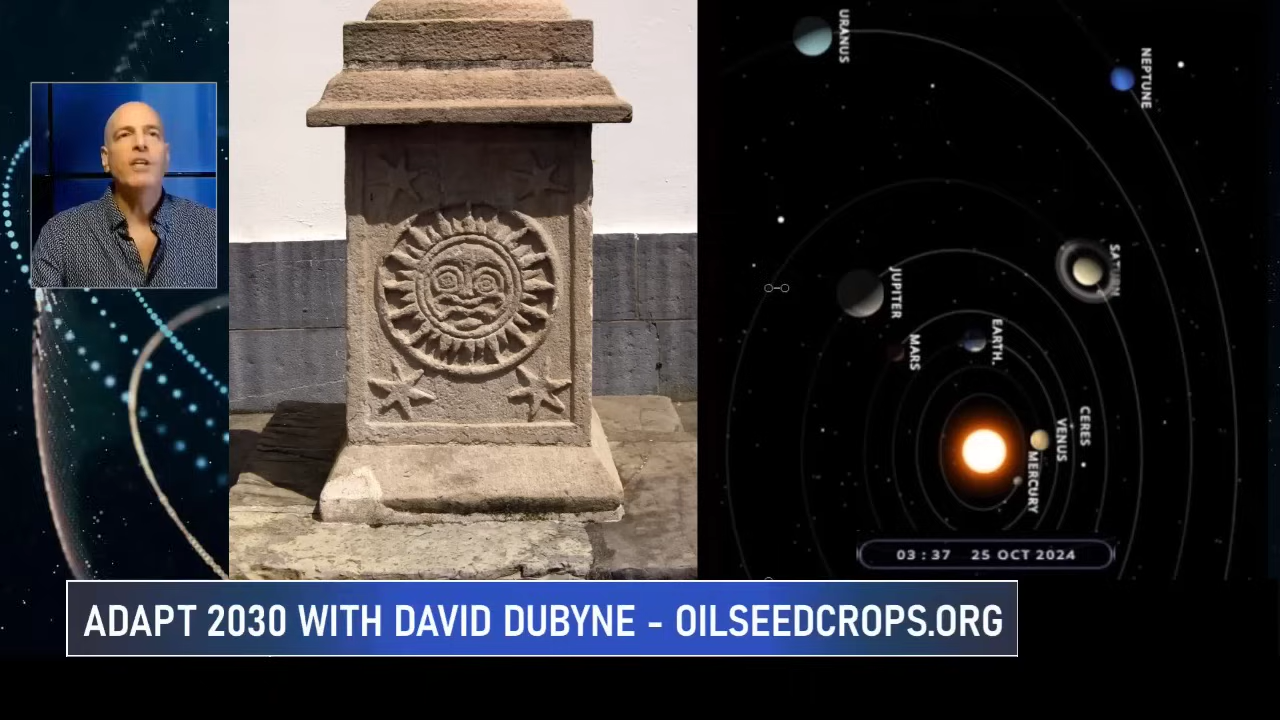 URANUS
NEPTUNE
SATURN
JUPITER
EARTH
MARS
CERES
VENUS
MERCURY
03 : 37 25 OCT 2024
ADAPT 2030 WITH DAVID DUBYNE - OILSEEDCROPS.ORG